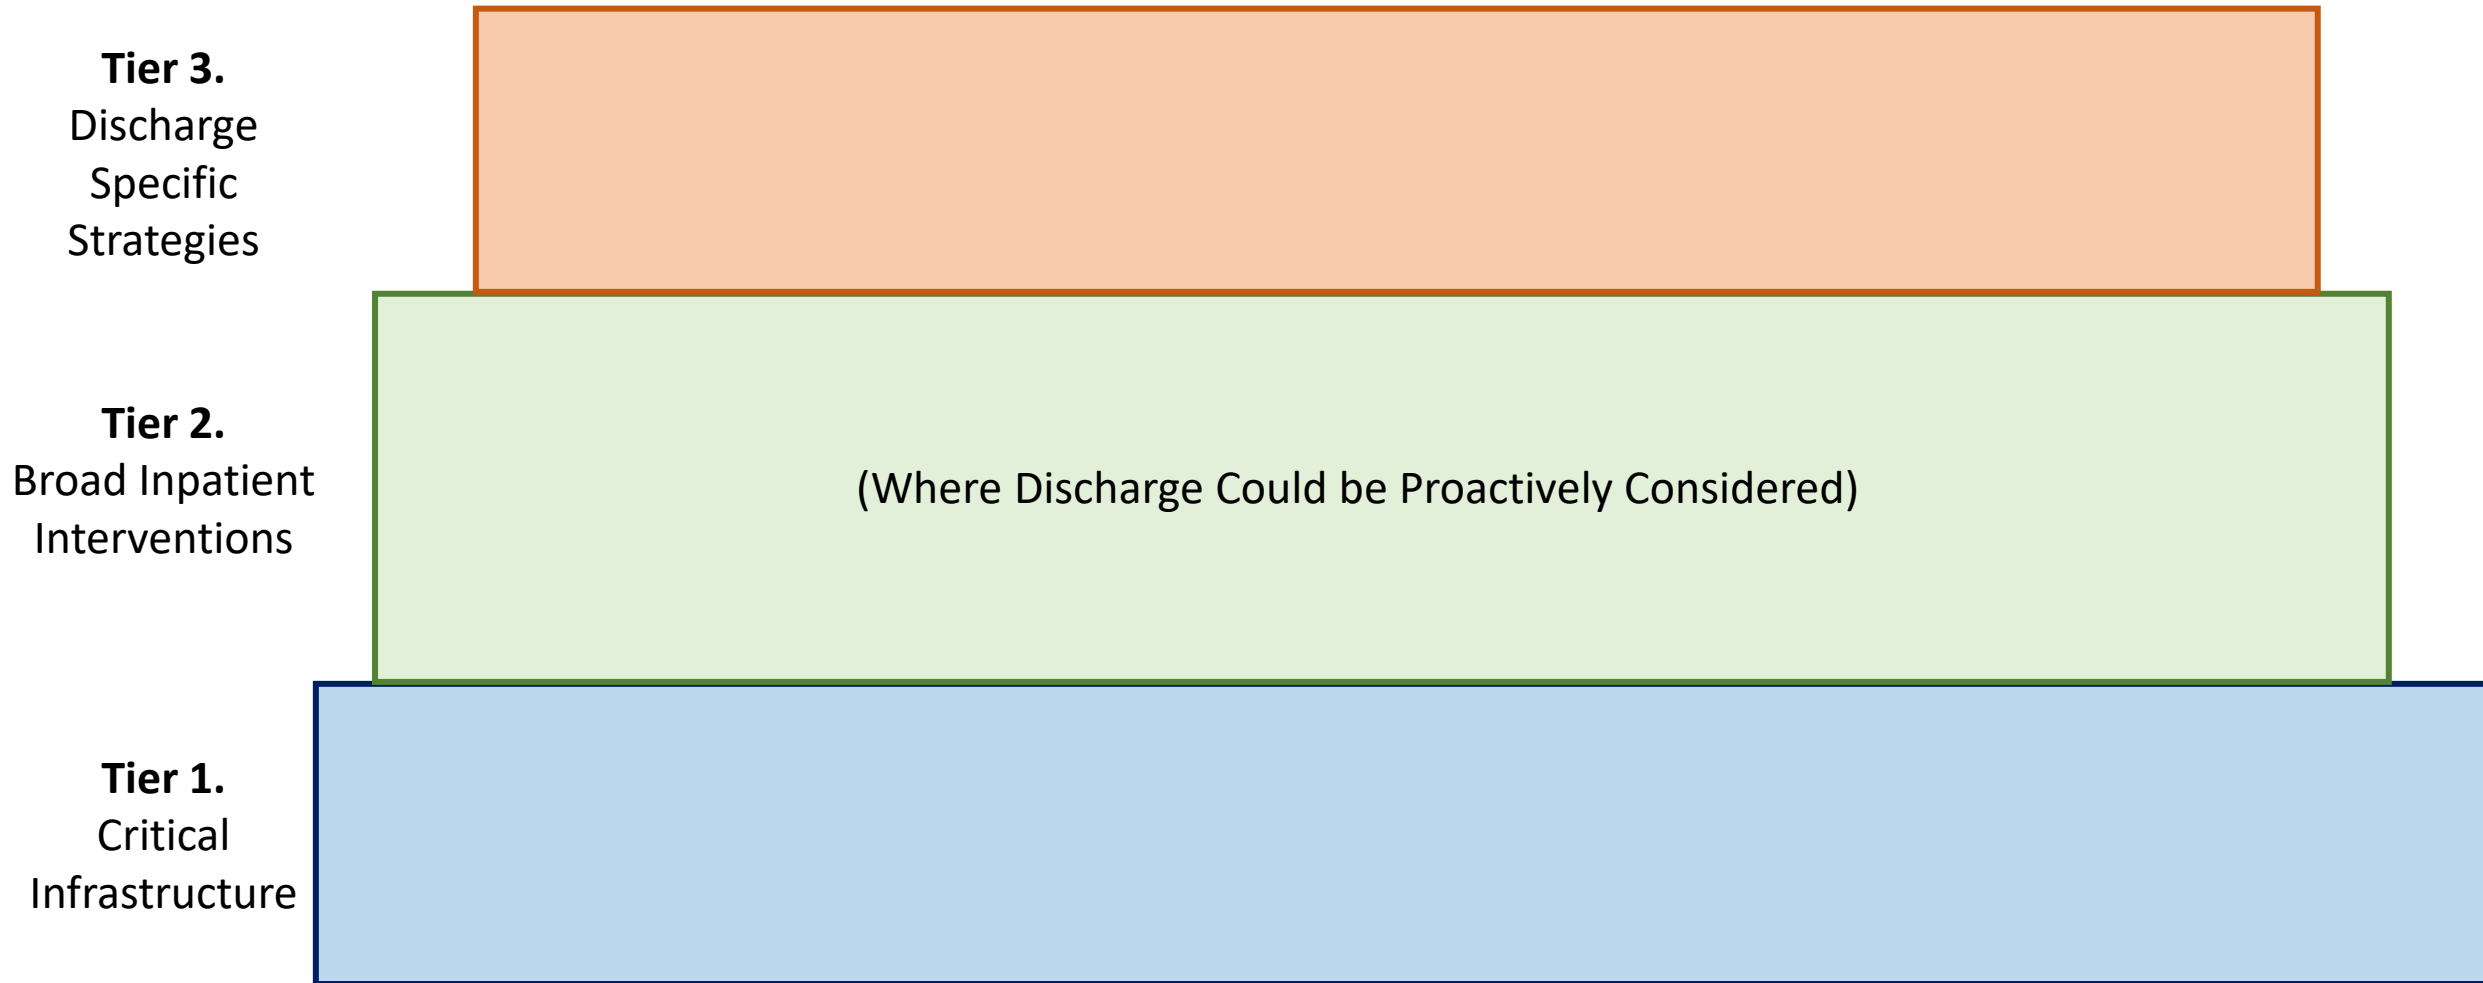 Tier 3.
Discharge
Specific
Strategies
Tier 2.
Broad Inpatient
Interventions
(Where Discharge Could be Proactively Considered)
Tier 1.
Critical
Infrastructure